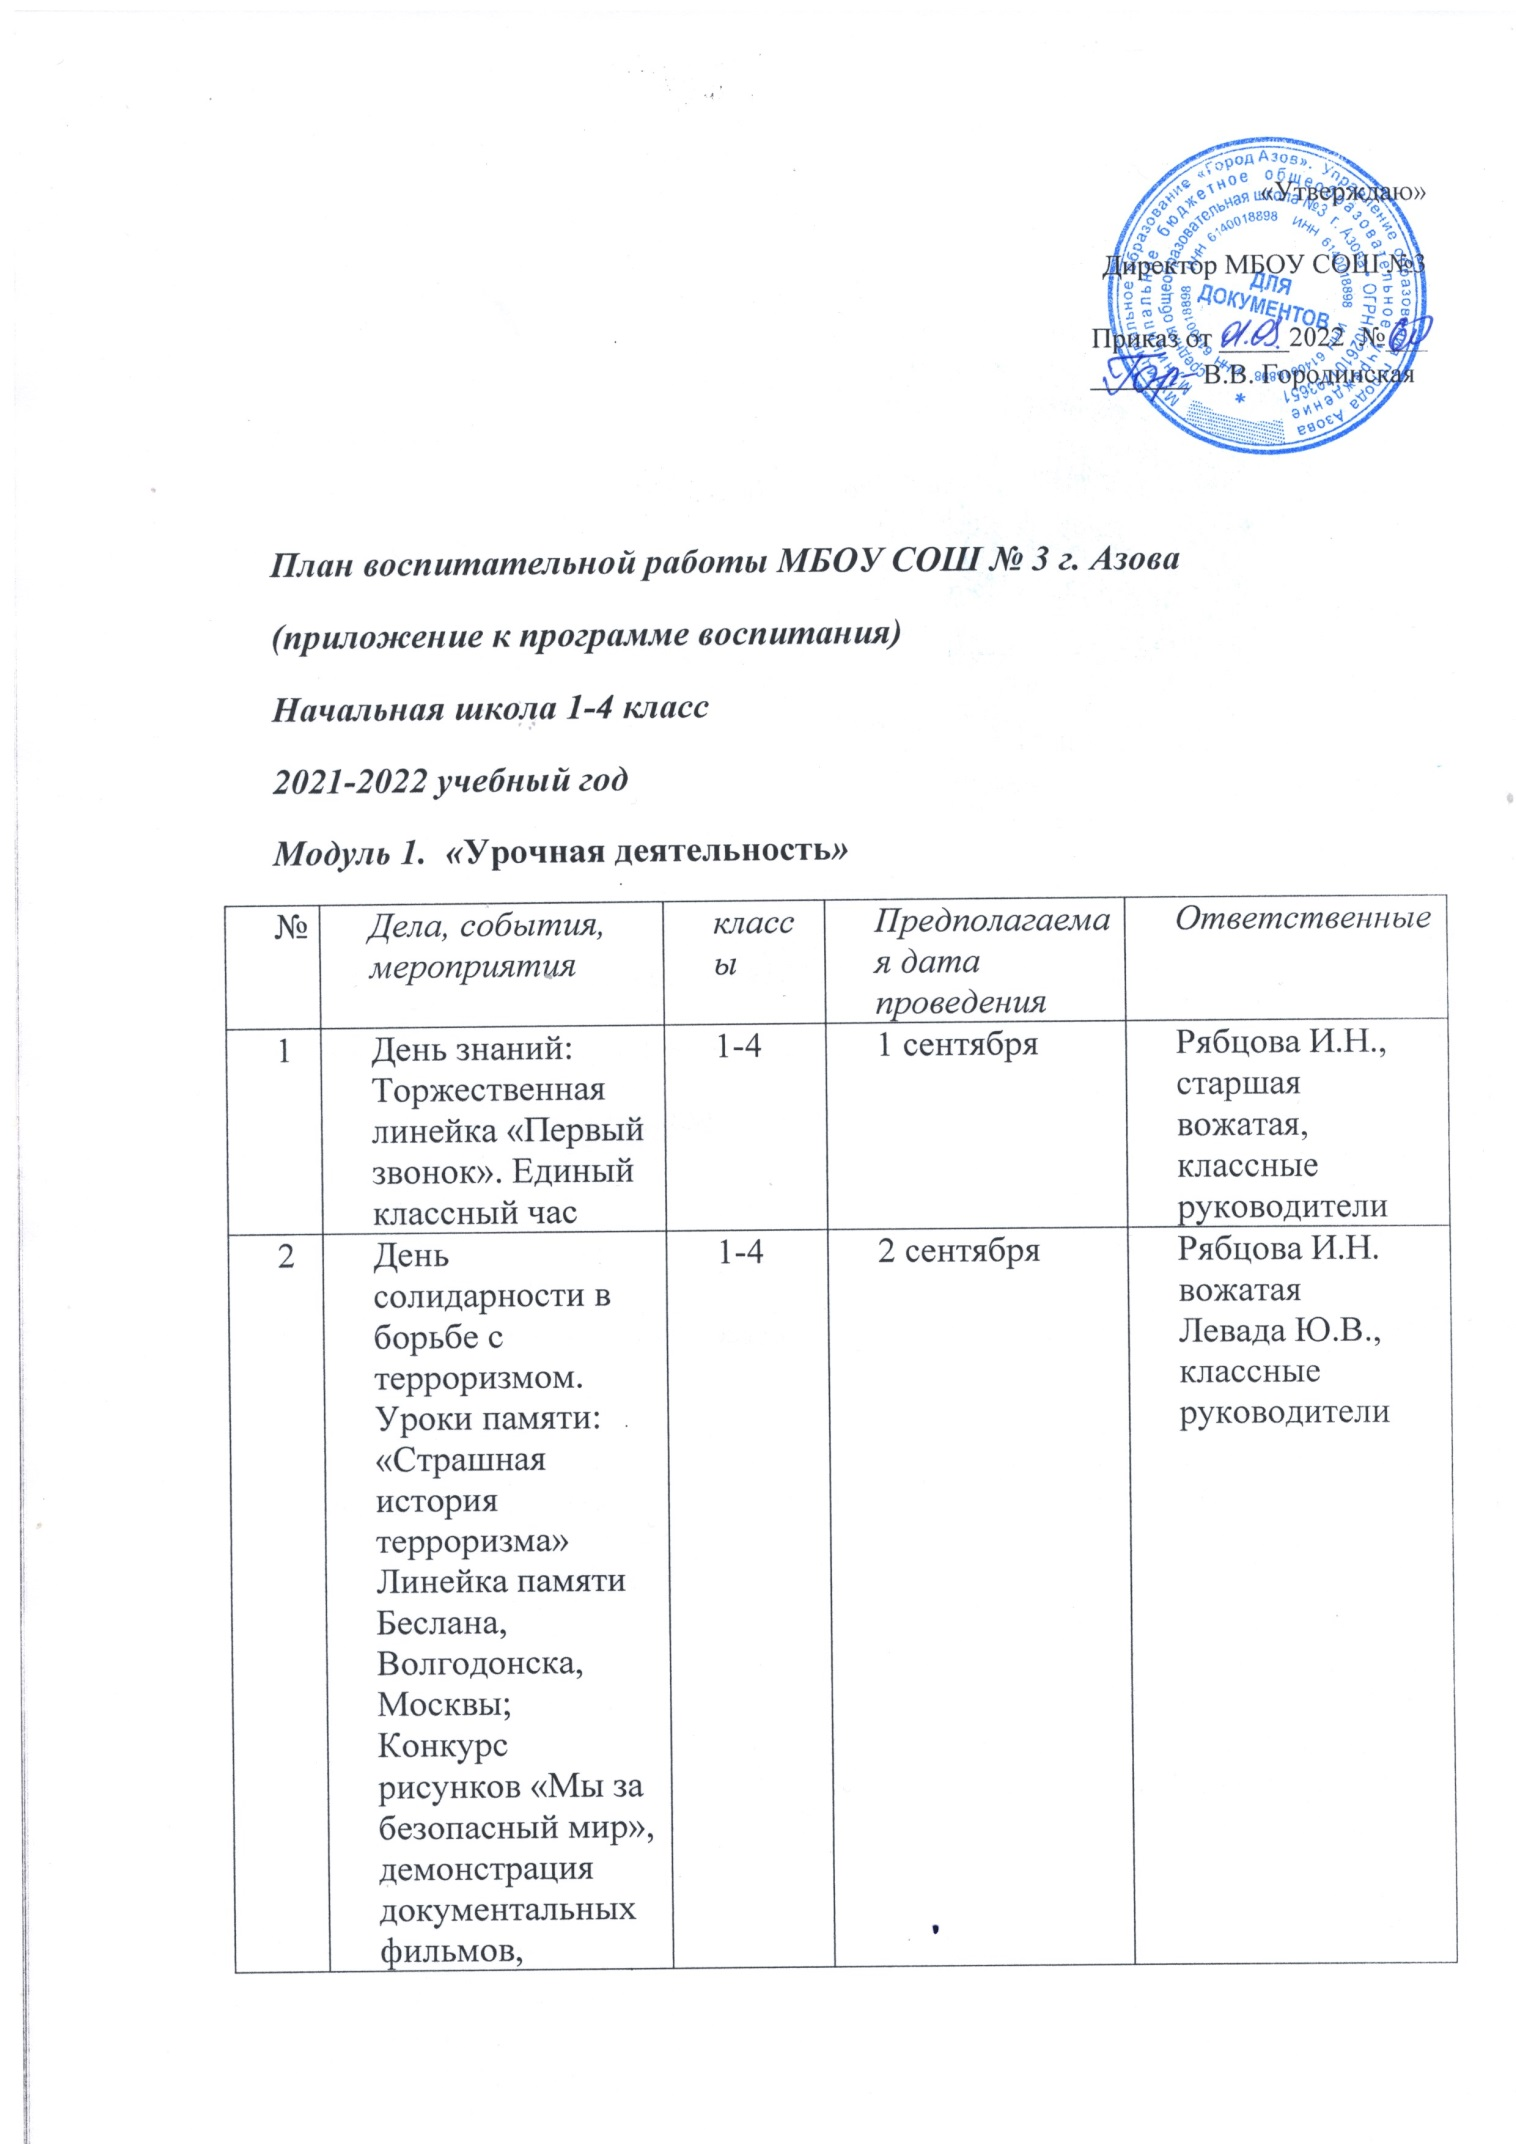 «Утверждаю»
Директор МБОУ СОШ №3
Приказ от 01.09. 2022 № 60
В.В. Городинская
ДЛЯ
ДОКУМЕНТОВ
План воспитательной работы МБОУ СОШ № 3 г. Азова
(приложение к программе воспитания)
Начальная школа 1-4 класс
2021-2022 учебный год
Модуль 1. «Урочная деятельность»
№
Дела, события,
мероприятия
класс
ы
Предполагаема
я дата
проведения
Ответственные
1
День знаний:
Торжественная
линейка «Первый
звонок». Единый
классный час
1-4
1 сентября
Рябцова И.Н.,
старшая
вожатая,
классные
руководители
2
День
солидарности в
борьбе с
терроризмом.
Уроки памяти:
«Страшная
история
терроризма»
Линейка памяти
Беслана,
Волгодонска,
Москвы;
Конкурс
рисунков «Мы за
безопасный мир»,
демонстрация
документальных
фильмов,
1-4
2 сентября
Рябцова И.Н.
вожатая
Левада Ю.В.,
классные
руководители